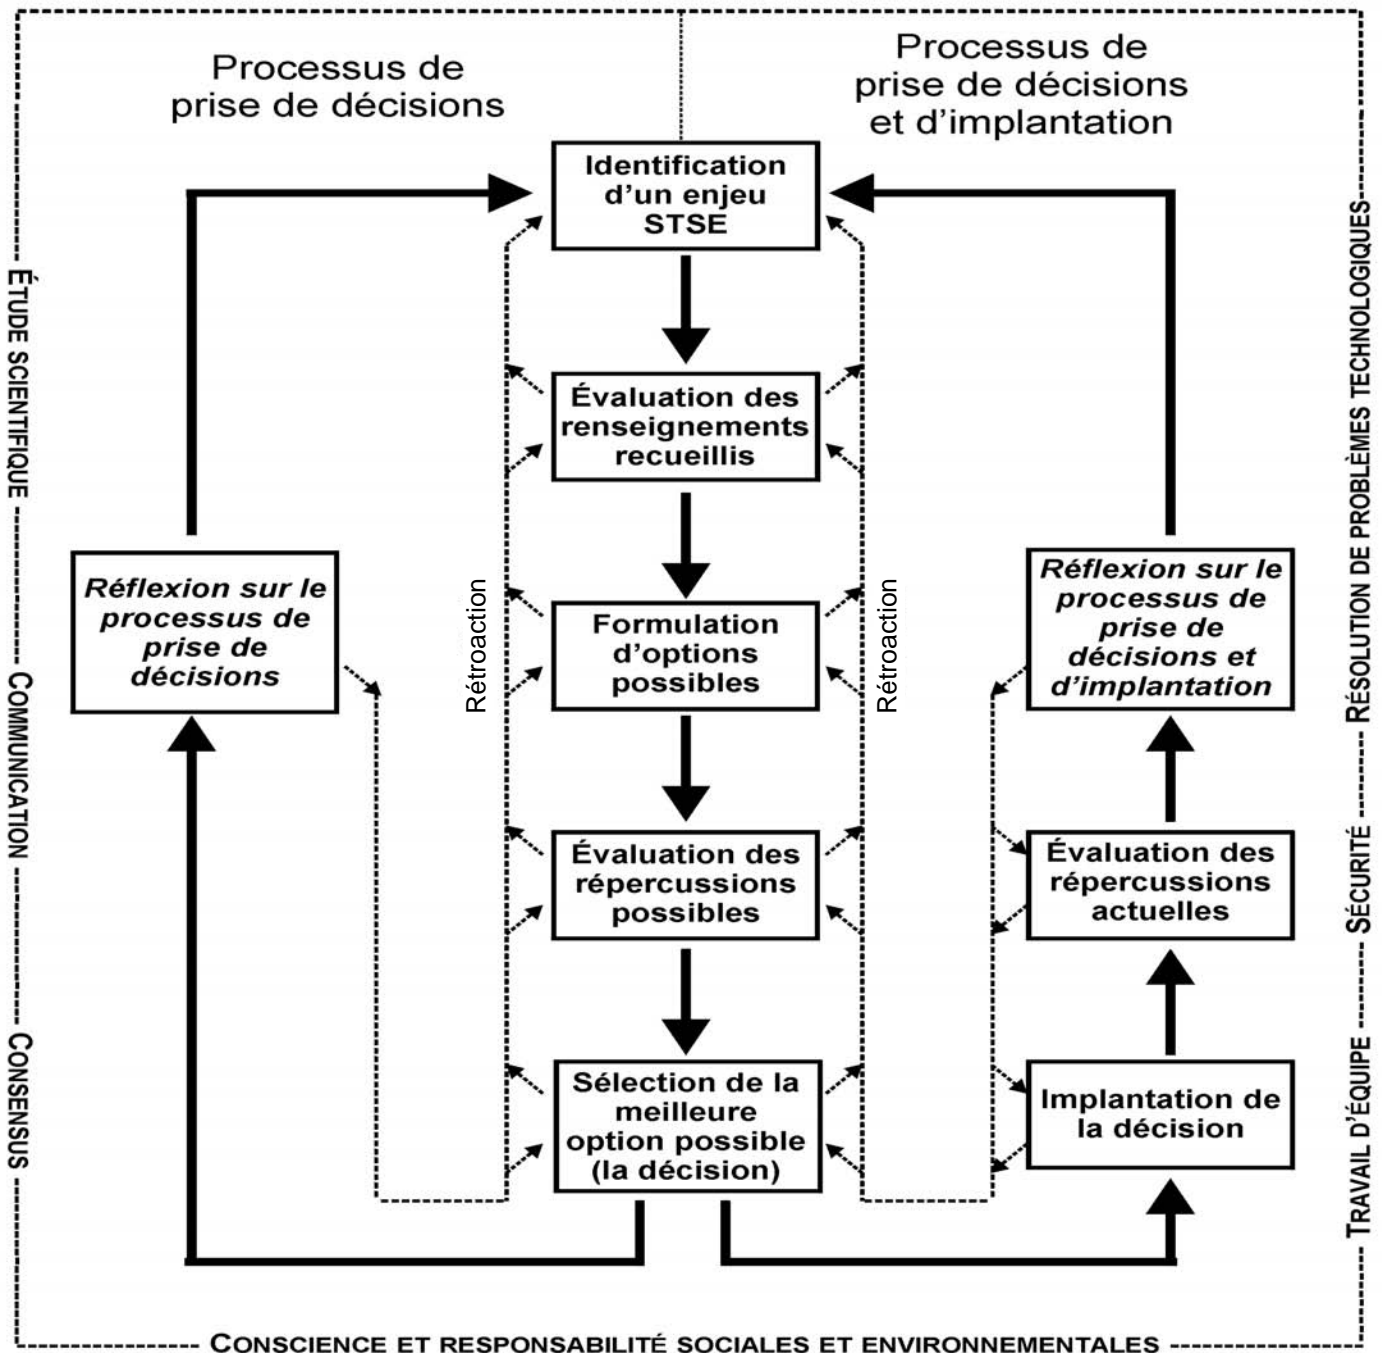 Processus de
prise de décisions
Processus de
prise de décisions
et d'implantation
Identification
d'un enjeu
STSE
Évaluation des
renseignements
recueillis
Formulation
d'options
possibles
Évaluation des
répercussions
possibles
Sélection de la
meilleure
option possible
(la décision)
Réflexion sur le
processus de
prise de
décisions
Rétroaction
Rétroaction
Réflexion sur le
processus de
prise de
décisions et
d'implantation
Évaluation des
répercussions
actuelles
Implantation de
la décision
ÉTUDE SCIENTIFIQUE
COMMUNICATION
CONSENSUS
RÉSOLUTION DE PROBLÈMES TECHNOLOGIQUES
SÉCURITÉ
TRAVAIL D'ÉQUIPE
CONSCIENCE ET RESPONSABILITÉ SOCIALES ET ENVIRONNEMENTALES